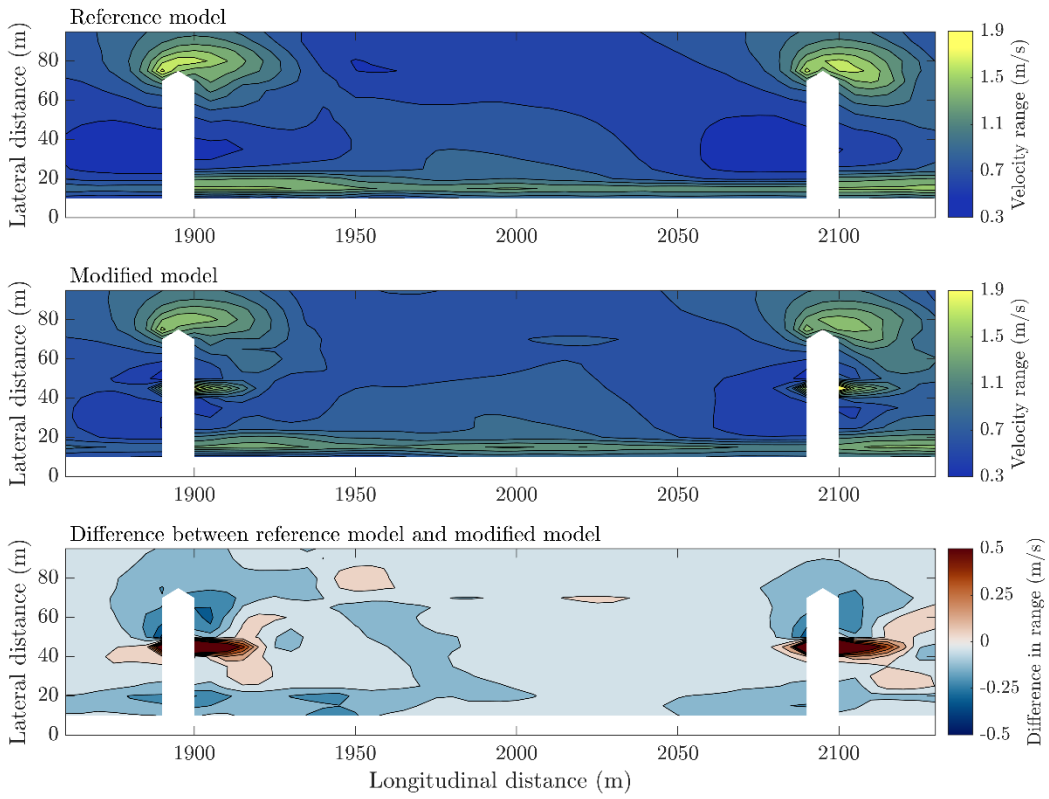 Reference model
Lateral distance (m)
80
60
40
20
0
1900 1950 2000 2050 2100
1.9
1.5
1.1
0.7
0.3
Velocity range (m/s)
Modified model
Lateral distance (m)
80
60
40
20
0
1900 1950 2000 2050 2100
1.9
1.5
1.1
0.7
0.3
Velocity range (m/s)
Difference between reference model and modified model
Lateral distance (m)
80
60
40
20
0
1900 1950 2000 2050 2100
Longitudinal distance (m)
0.5
0.25
0
-0.25
-0.5
Difference in range (m/s)